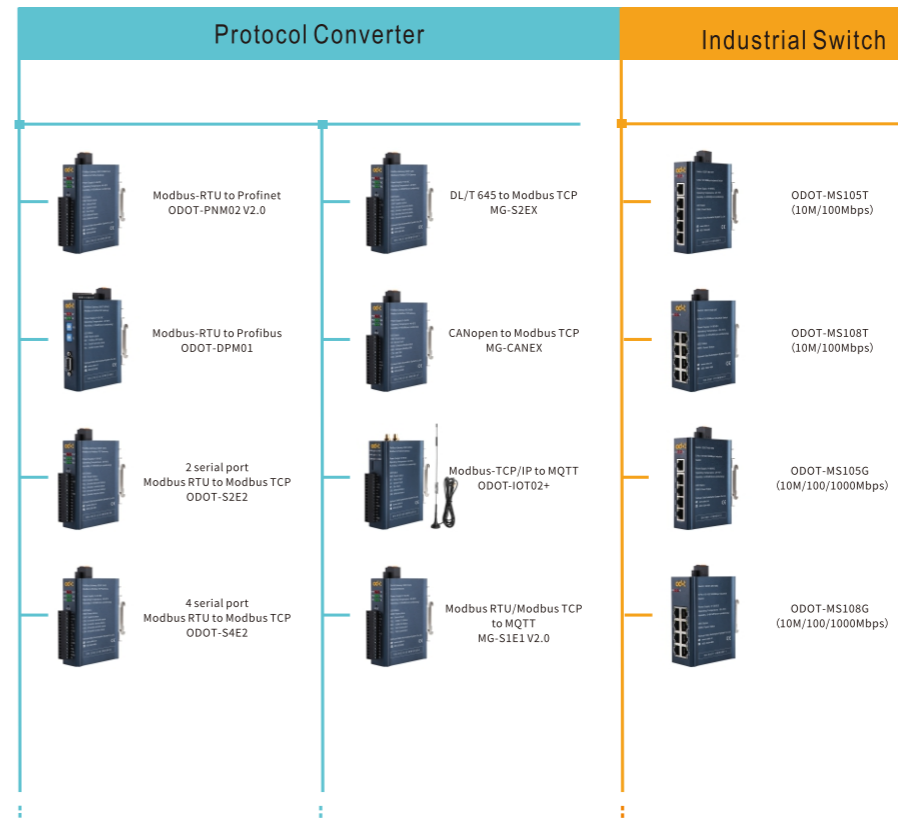 Protocol Converter
Industrial Switch
Modbus-RTU to Profinet
ODOT-PNM02 V2.0
Modbus-RTU to Profibus
ODOT-DPM01
2 serial port
Modbus RTU to Modbus TCP
ODOT-S2E2
4 serial port
Modbus RTU to Modbus TCP
ODOT-S4E2
DL/T 645 to Modbus TCP
MG-S2EX
CANopen to Modbus TCP
MG-CANEX
Modbus-TCP/IP to MQTT
ODOT-IOT02+
Modbus RTU/Modbus TCP
to MQTT
MG-S1E1 V2.0
ODOT-MS105T
(10M/100Mbps)
ODOT-MS108T
(10M/100Mbps)
ODOT-MS105G
(10M/100/1000Mbps)
ODOT-MS108G
(10M/100/1000Mbps)